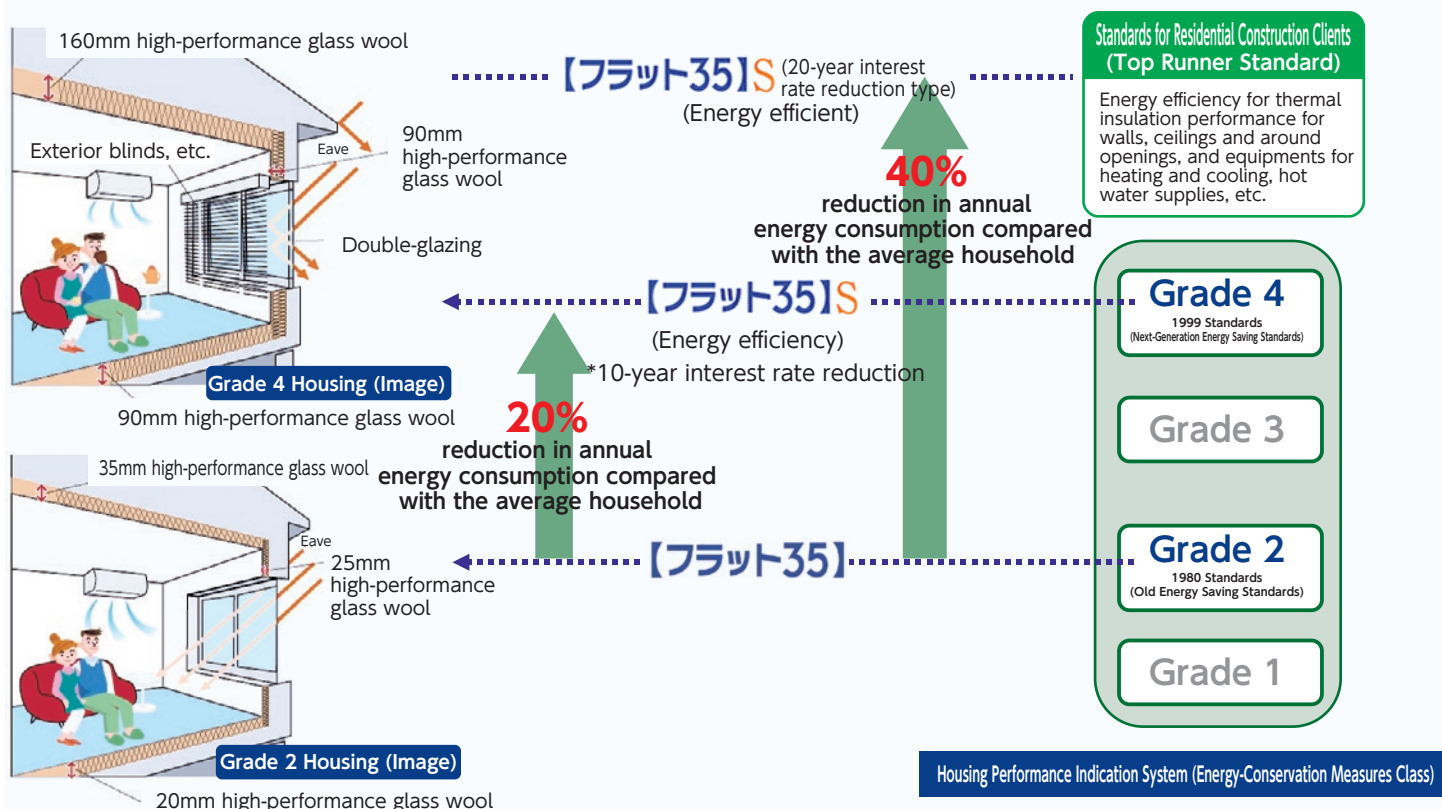 160mm high-performance glass wool
Exterior blinds, etc.
Eave
90mm
high-performance
glass wool
Double-glazing
Grade 4 Housing (Image)
90mm high-performance glass wool
35mm high-performance glass wool
Eave
25mm
high-performance
glass wool
Grade 2 Housing (Image)
20mm high-performance glass wool
【フラット35】S (20-year interest
rate reduction type)
(Energy efficient)
40%
reduction in annual
energy consumption compared
with the average household
【フラット35】S
(Energy efficiency)
*10-year interest rate reduction
20%
reduction in annual
energy consumption compared
with the average household
【フラット35】
Standards for Residential Construction Clients
(Top Runner Standard)
Energy efficiency for thermal
insulation performance for
walls, ceilings and around
openings, and equipments for
heating and cooling, hot
water supplies, etc.
Grade 4
1999 Standards
(Next-Generation Energy Saving Standards)
Grade 3
Grade 2
1980 Standards
(Old Energy Saving Standards)
Grade 1
Housing Performance Indication System (Energy-Conservation Measures Class)